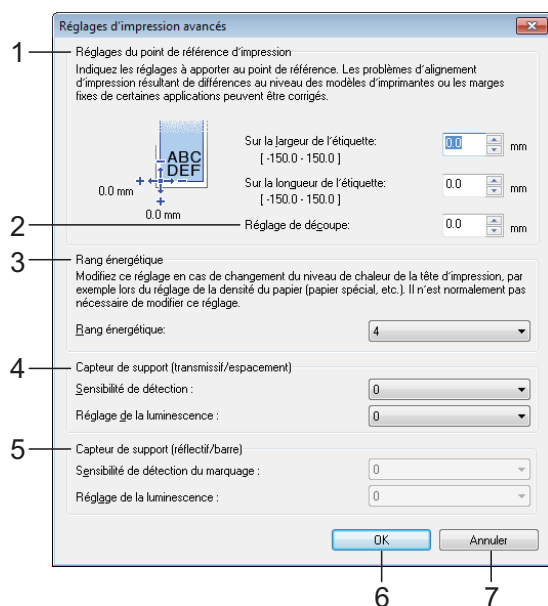 Réglages d'impression avancés
1
Réglages du point de référence d'impression
Indiquez les réglages à apporter au point de référence. Les problèmes d'alignement
d'impression résultant de différences au niveau des modèles d'imprimantes ou les marges
fixes de certaines applications peuvent être corrigés.
ABC
DEF
0.0 mm
0.0 mm
Sur la largeur de l'étiquette:
0.0 mm
[ -150.0 - 150.0 ]
Sur la longueur de l'étiquette:
0.0 mm
[ -150.0 - 150.0 ]
2
Réglage de découpe:
0.0 mm
3
Rang énergétique
Modifiez ce réglage en cas de changement du niveau de chaleur de la tête d'impression, par
exemple lors du réglage de la densité du papier (papier spécial, etc.). Il n'est normalement pas
nécessaire de modifier ce réglage.
Rang énergétique:
4
4
Capteur de support (transmissif/espacement)
Sensibilité de détection :
0
Réglage de la luminescence :
0
5
Capteur de support (réflectif/barre)
Sensibilité de détection du marquage :
0
Réglage de la luminescence :
0
OK
Annuler
6
7